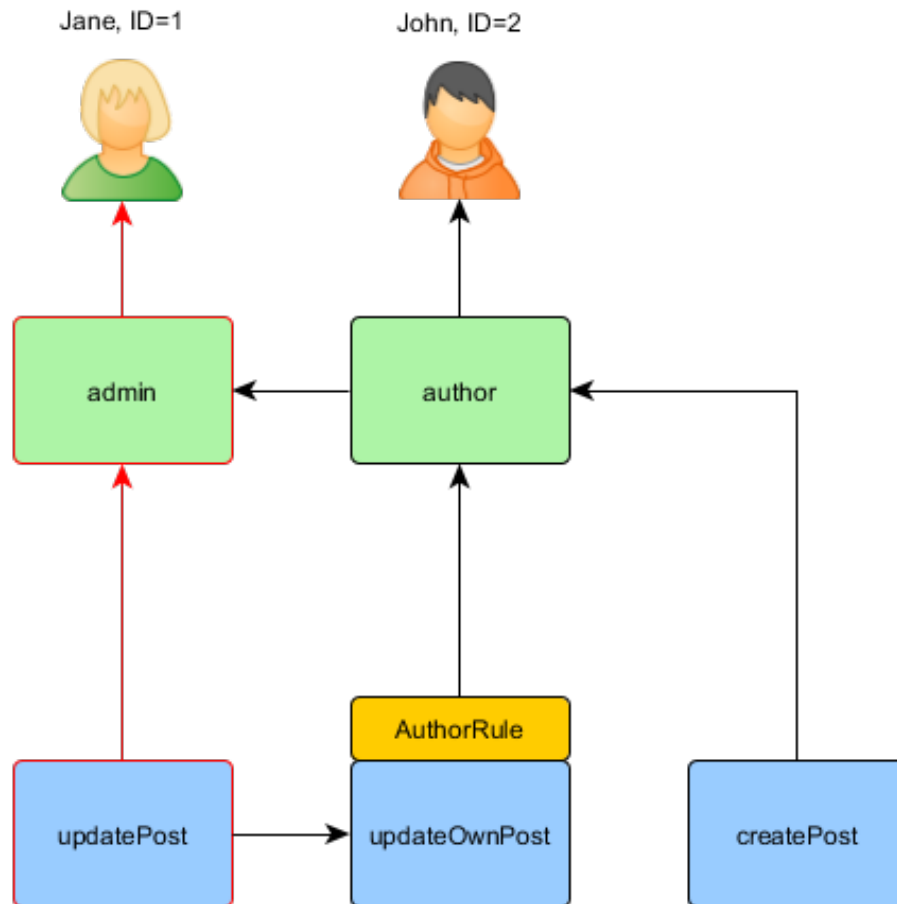 Jane, ID=1
John, ID=2
admin
author
AuthorRule
updatePost
updateOwnPost
createPost